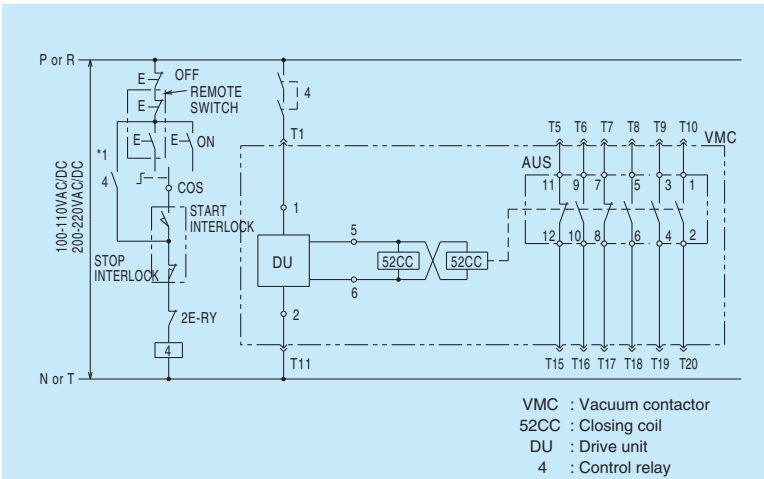 P or R
E
OFF
E
REMOTE
SWITCH
4
T1
T5 T6 T7 T8 T9 T10
VMC
E
E
ON
*1
4
COS
AUS
11 9 7 5 3 1
100-110VAC/DC
200-220VAC/DC
START
INTERLOCK
1
5
DU
52CC
52CC
12 10 8 6 4 2
STOP
INTERLOCK
6
2
2E-RY
4
T11
T15 T16 T17 T18 T19 T20
N or T
VMC : Vacuum contactor
52CC : Closing coil
DU : Drive unit
4 : Control relay